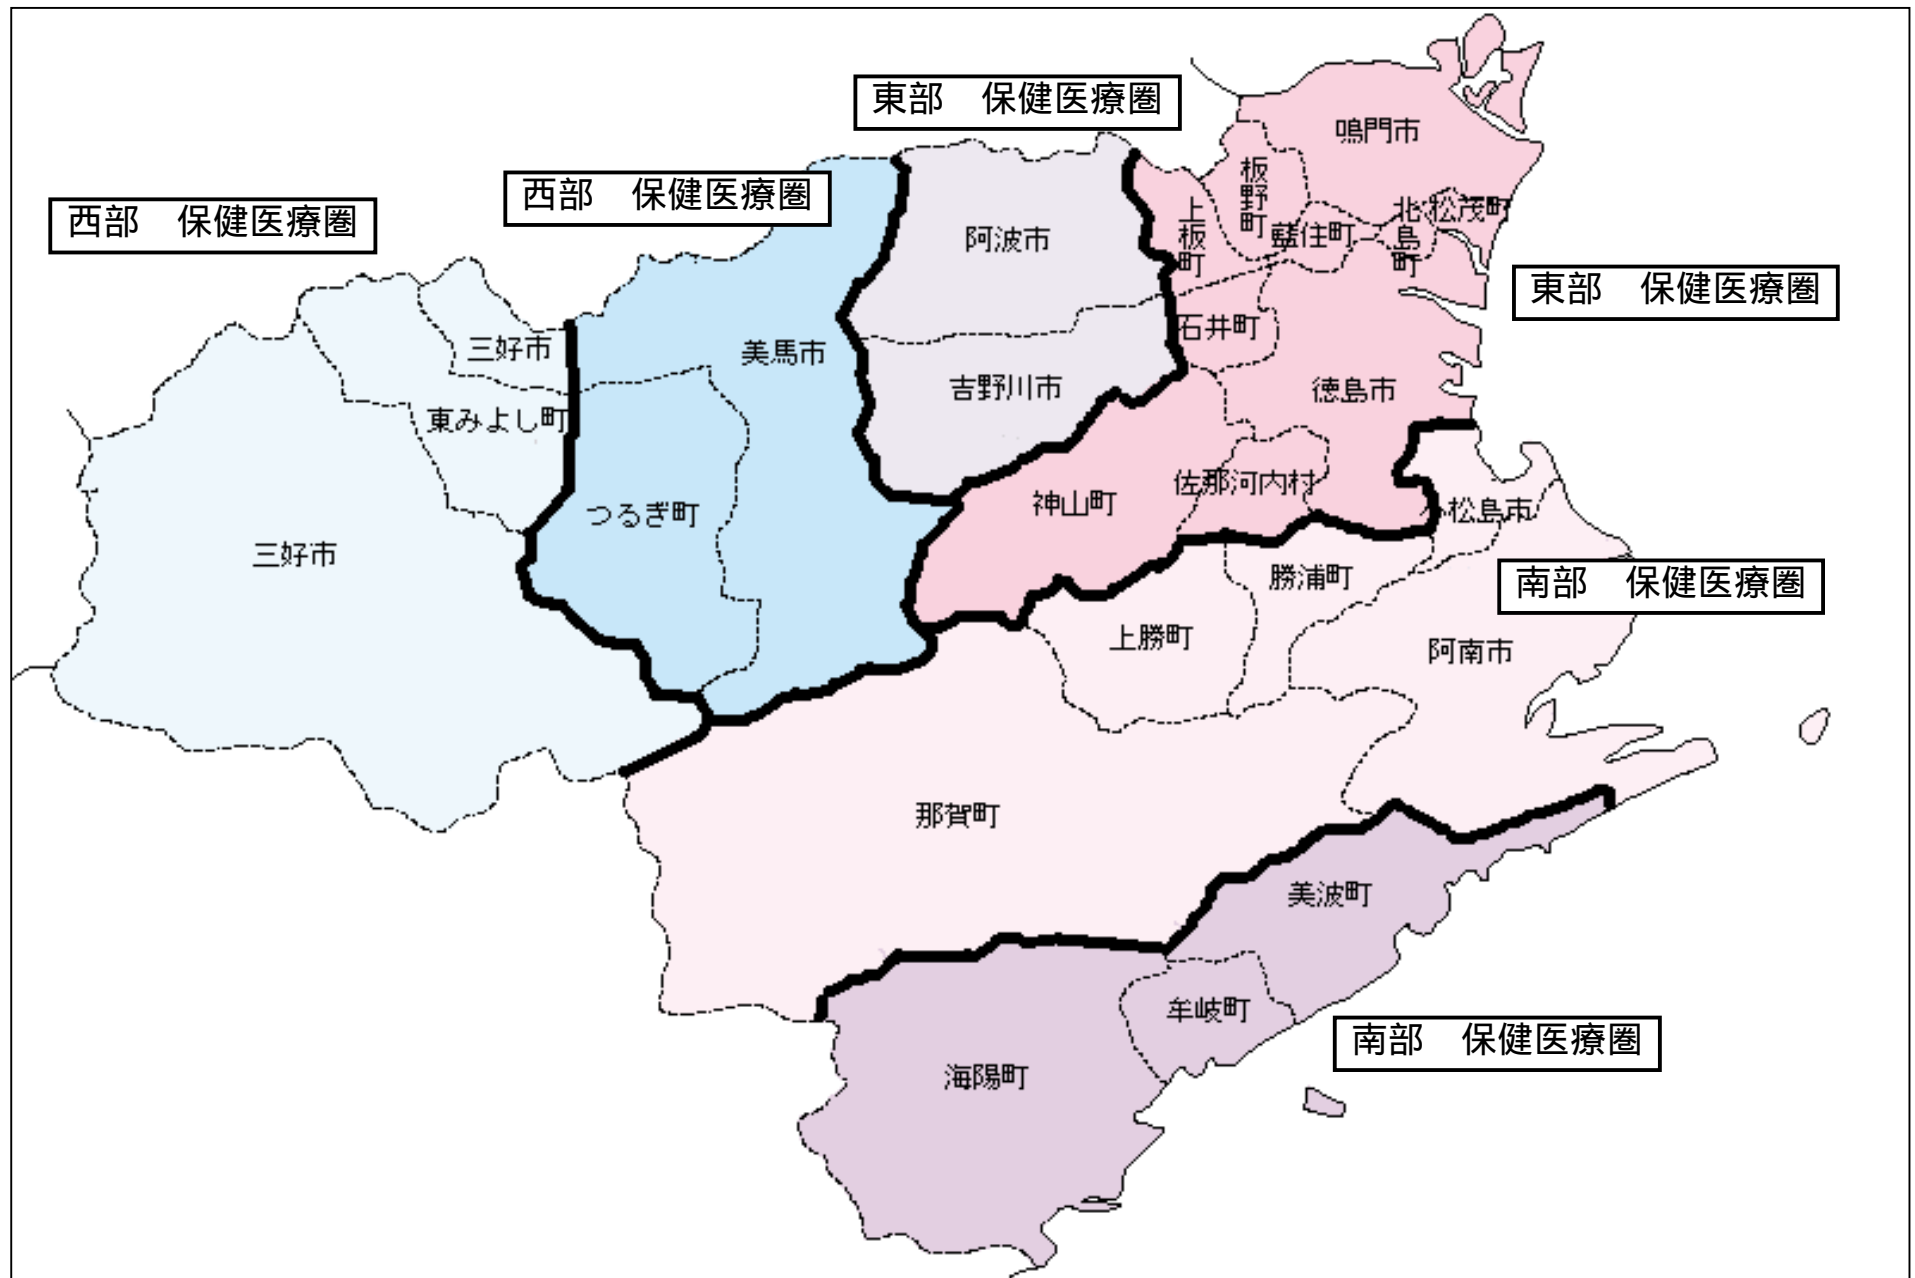 東部　保健医療圏
鳴門市
西部　保健医療圏
板野町
西部　保健医療圏
上板町
北島町
松茂町
藍住町
阿波市
東部　保健医療圏
石井町
三好市
美馬市
吉野川市
徳島市
東みよし町
佐那河内村
神山町
松島市
つるぎ町
三好市
勝浦町
南部　保健医療圏
上勝町
阿南市
那賀町
美波町
牟岐町
南部　保健医療圏
海陽町